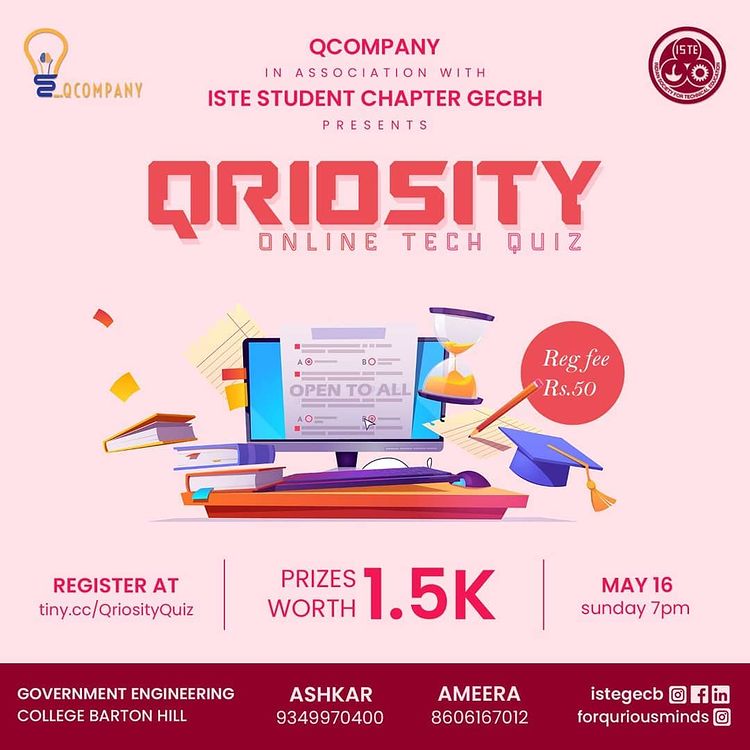 QCOMPANY
IN ASSOCIATION WITH
ISTE STUDENT CHAPTER GECBH
PRESENTS
_QCOMPANY
ISTE
INDIAN SOCIETY FOR TECHNICAL EDUCATION
QRIOSITY
ONLINE TECH QUIZ
A
B
OPEN TO ALL
A
B
Reg fee
Rs.50
REGISTER AT
tiny.cc/QriosityQuiz
PRIZES
WORTH
1.5K
MAY 16
sunday 7pm
GOVERNMENT ENGINEERING
COLLEGE BARTON HILL
ASHKAR
9349970400
AMEERA
8606167012
istegecb
forquriousminds